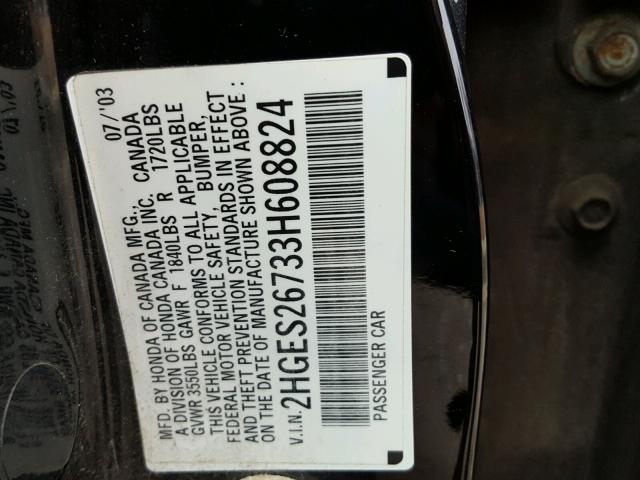 MFD. BY HONDA OF CANADA MFG., CANADA 07/'03
A DIVISION OF HONDA CANADA INC.
GVWR 3550LBS GAWR F 1840LBS R 1720LBS
THIS VEHICLE CONFORMS TO ALL APPLICABLE
FEDERAL MOTOR VEHICLE SAFETY, BUMPER,
AND THEFT PREVENTION STANDARDS IN EFFECT
ON THE DATE OF MANUFACTURE SHOWN ABOVE :
V.I.N. 2HGES26733H608824
PASSENGER CAR